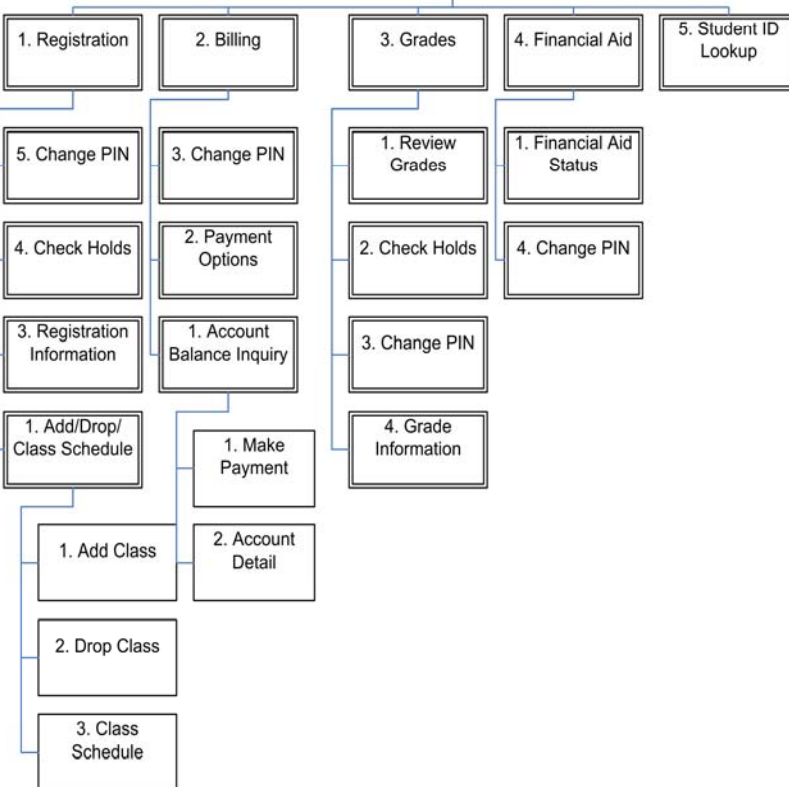 1. Registration
2. Billing
3. Grades
4. Financial Aid
5. Student ID
Lookup
5. Change PIN
3. Change PIN
1. Review
Grades
1. Financial Aid
Status
4. Check Holds
2. Payment
Options
2. Check Holds
4. Change PIN
3. Registration
Information
1. Account
Balance Inquiry
3. Change PIN
1. Add/Drop/
Class Schedule
1. Make
Payment
4. Grade
Information
1. Add Class
2. Account
Detail
2. Drop Class
3. Class
Schedule